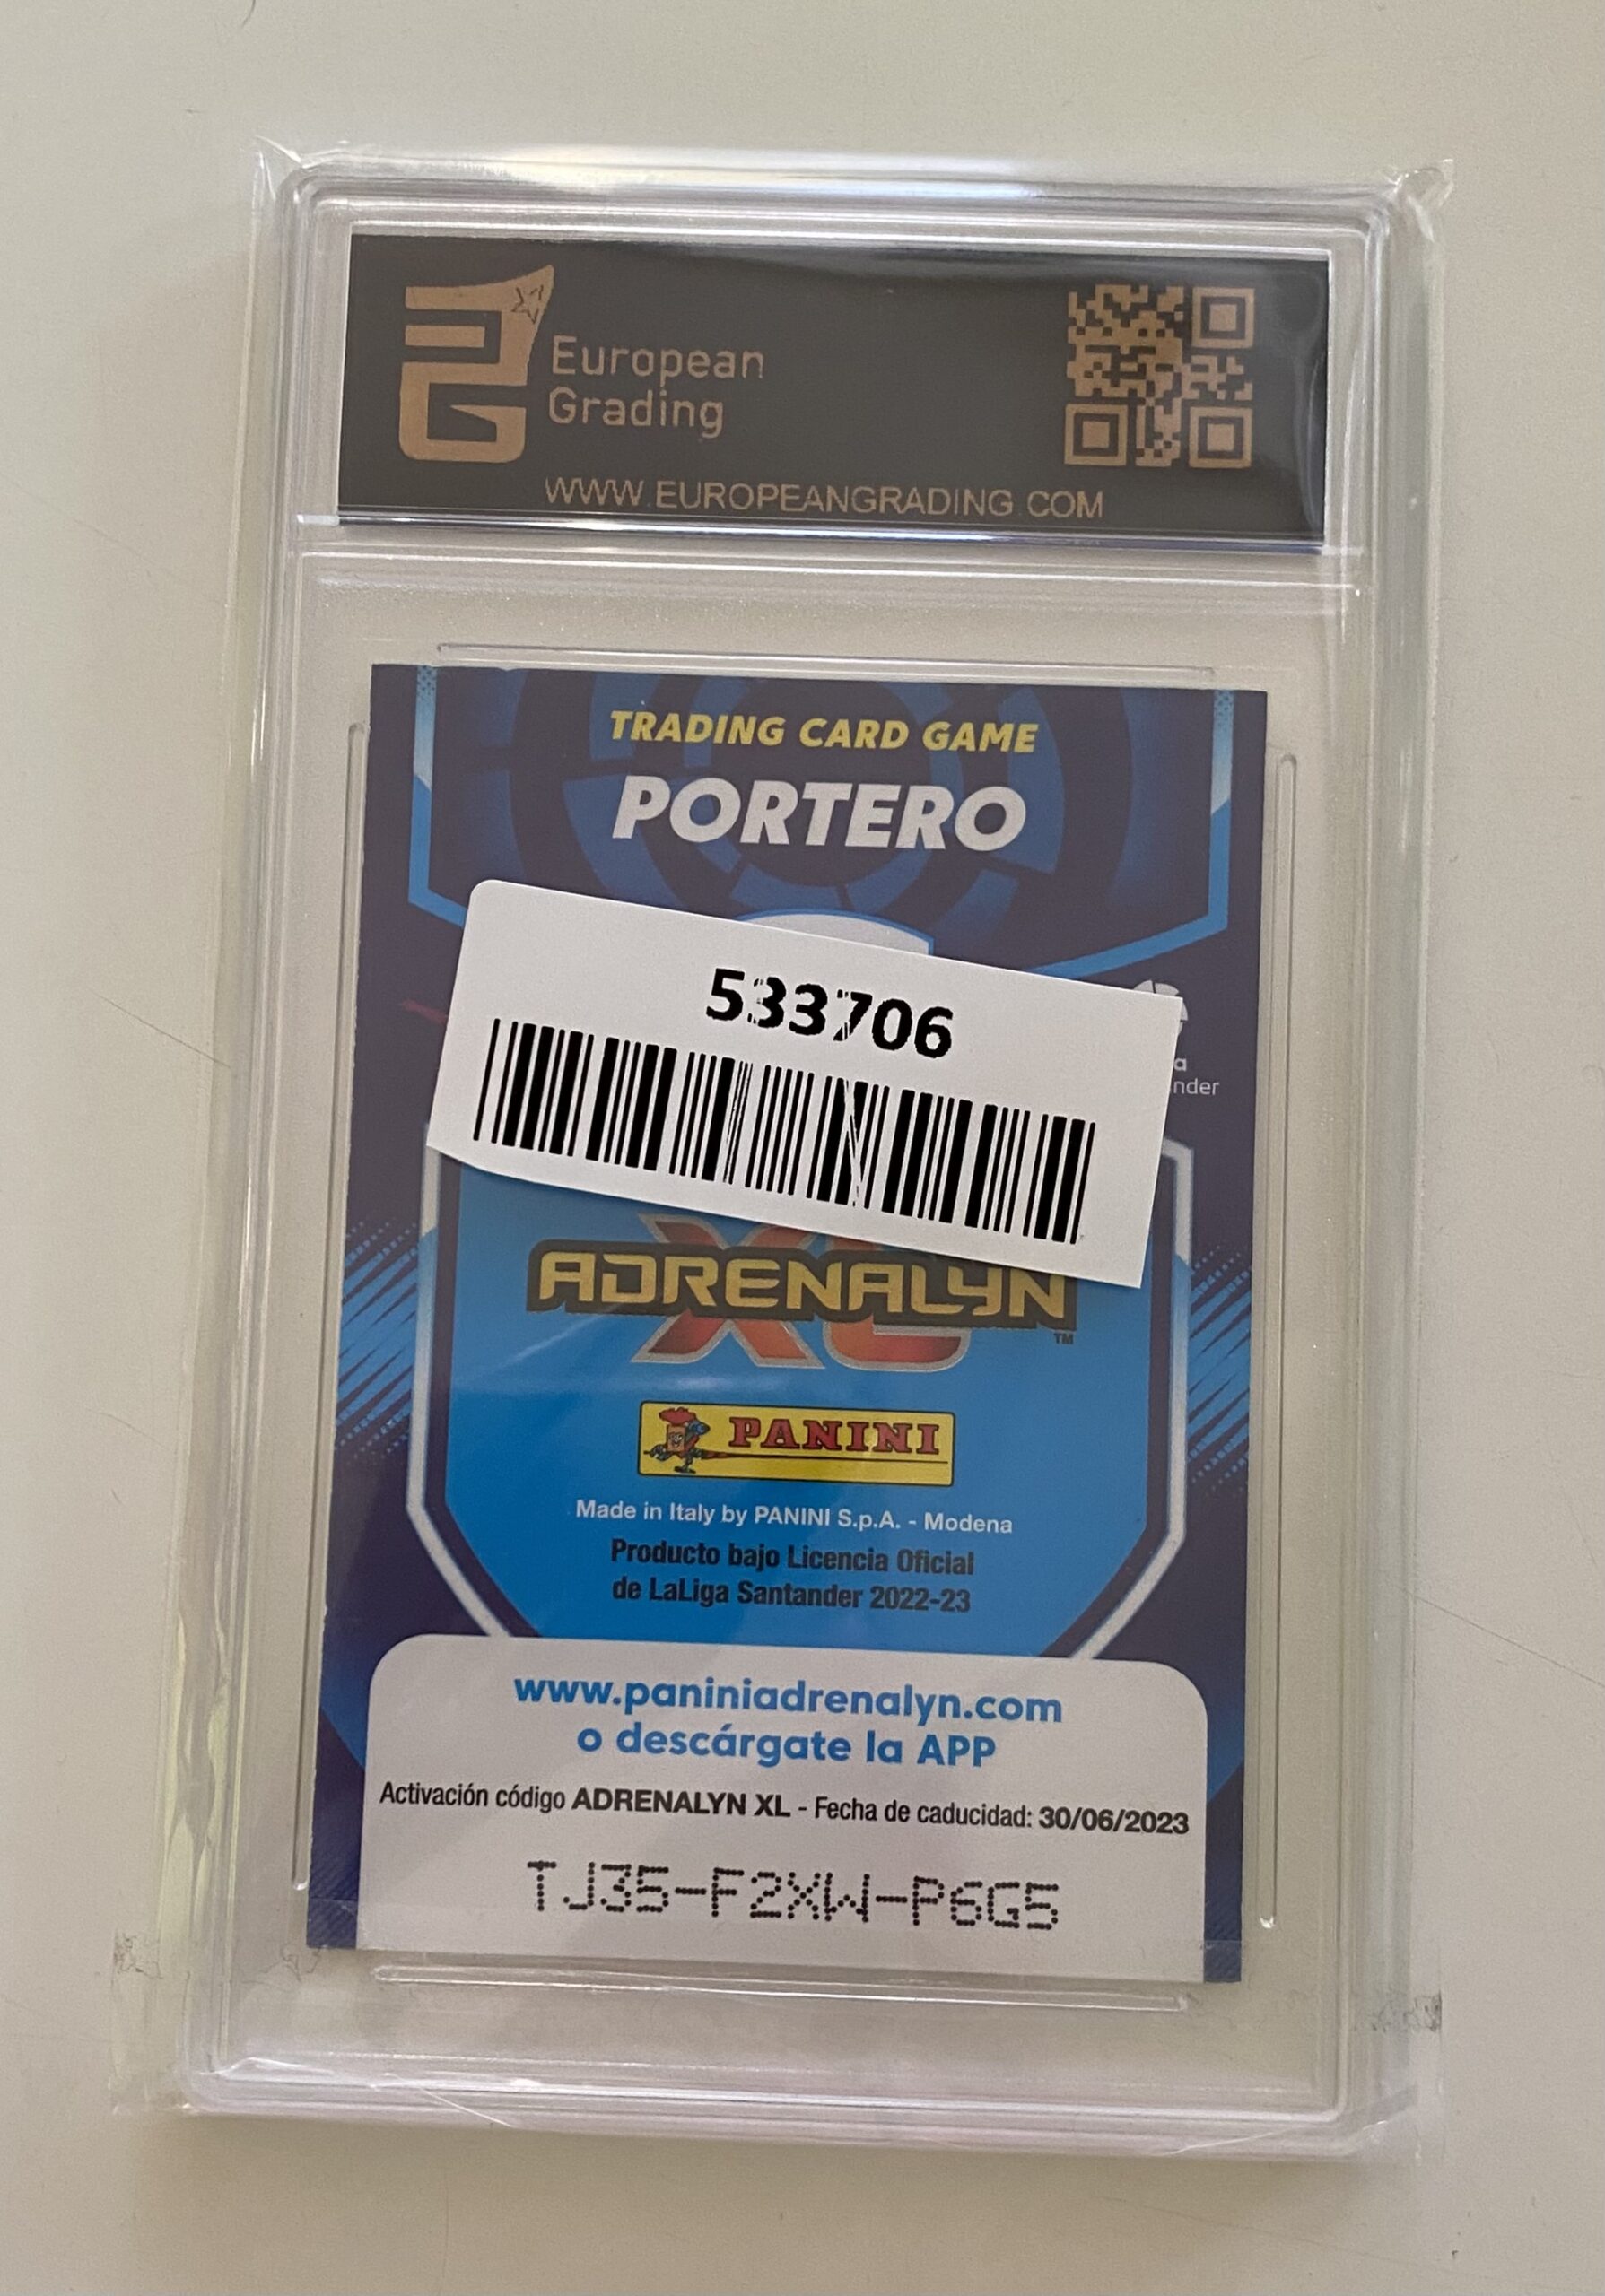 European
Grading
WWW.EUROPEANGRADING.COM
TRADING CARD GAME
PORTERO
533706
a
nder
ADRENALYN
XL
TM
PANINI
Made in Italy by PANINI S.p.A. - Modena
Producto bajo Licencia Oficial
de LaLiga Santander 2022-23
www.paniniadrenalyn.com
o descárgate la APP
Activación código ADRENALYN XL - Fecha de caducidad: 30/06/2023
TJ35-F2XW-P6G5